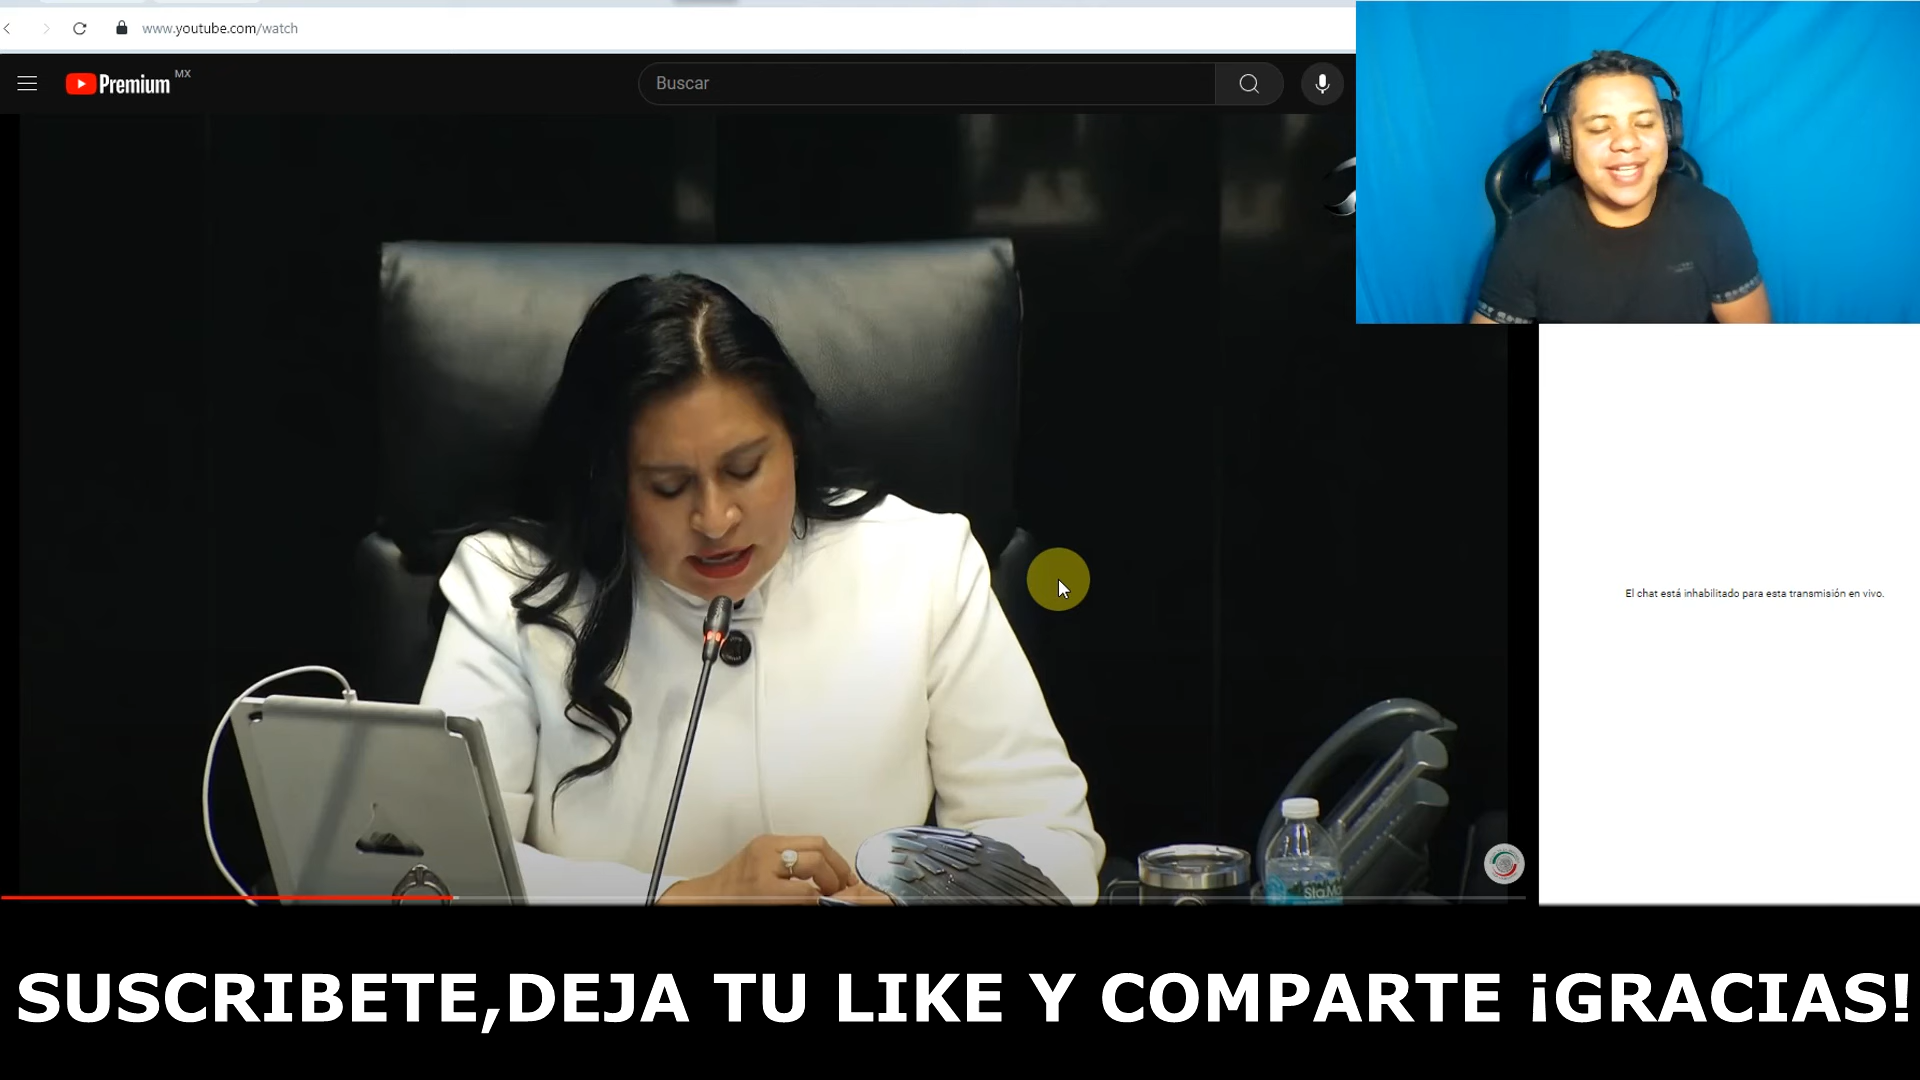 www.youtube.com/watch
Premium MX
Buscar
El chat está inhabilitado para esta transmisión en vivo.
SUSCRIBETE,DEJA TU LIKE Y COMPARTE ¡GRACIAS!